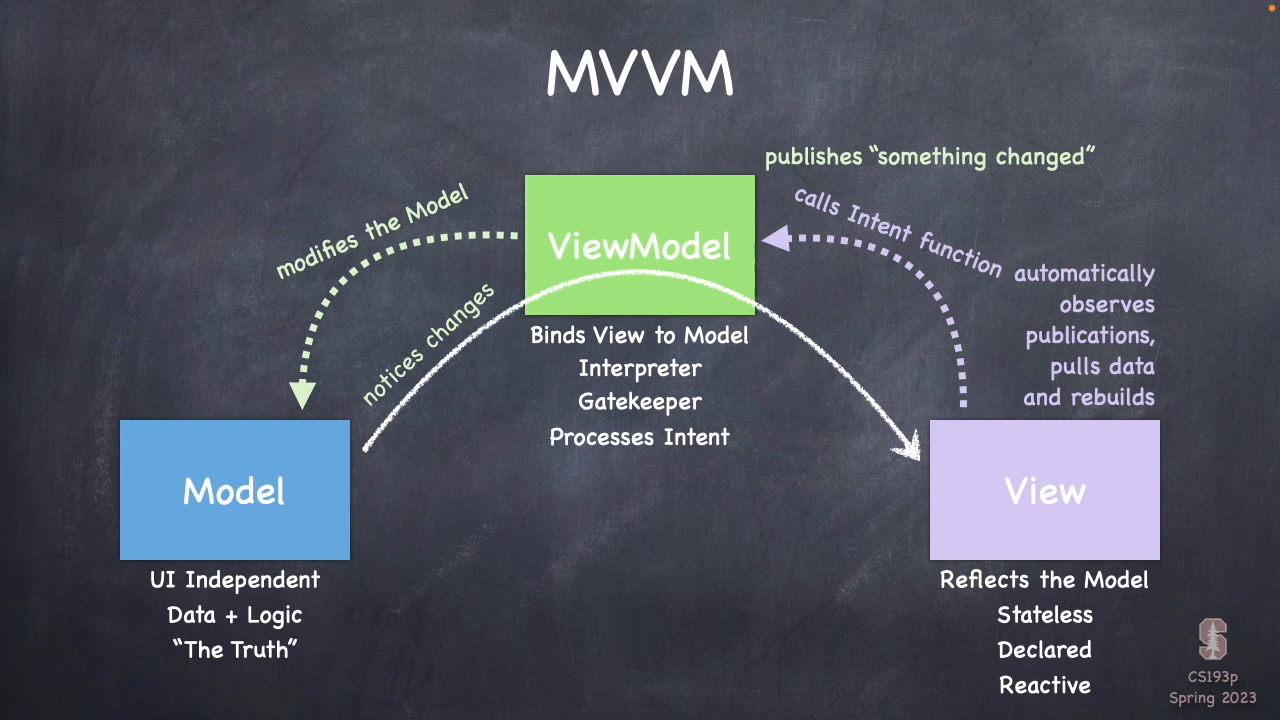 MVVM
publishes “something changed”
modifies the Model
calls Intent function
ViewModel
notices changes
automatically
observes
publications,
pulls data
and rebuilds
Binds View to Model
Interpreter
Gatekeeper
Processes Intent
Model
View
UI Independent
Data + Logic
“The Truth”
Reflects the Model
Stateless
Declared
Reactive
S
CS193p
Spring 2023